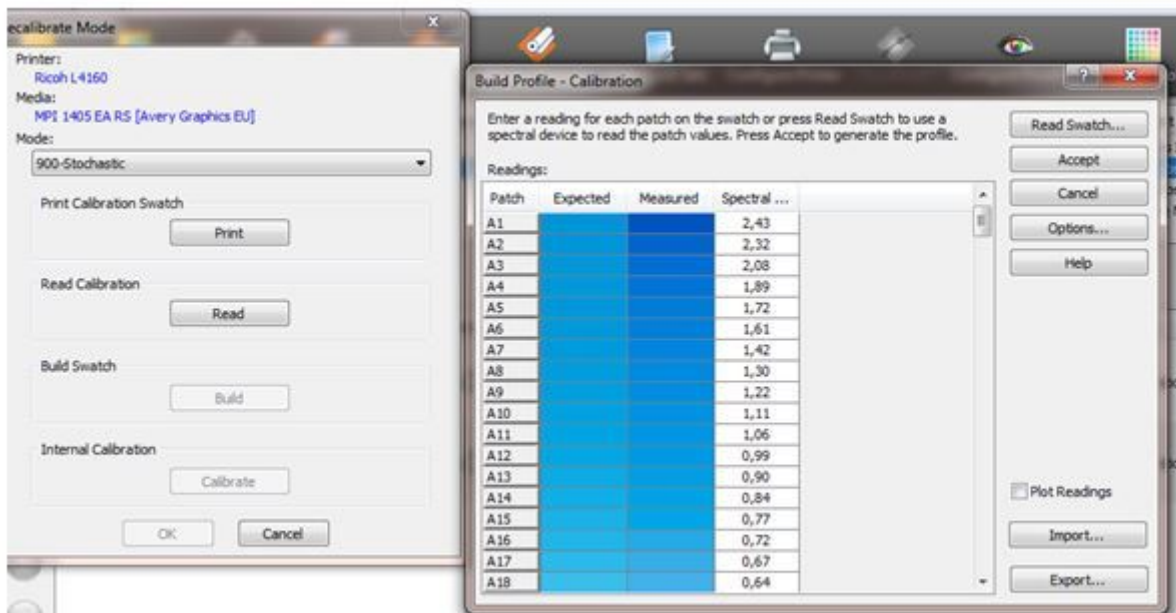 ecalibrate Mode
Printer:
Ricoh L4160
Media:
MPI 1405 EA RS [Avery Graphics EU]
Mode:
900-Stochastic
Print Calibration Swatch
Print
Read Calibration
Read
Build Swatch
Build
Internal Calibration
Calibrate
OK
Cancel
Build Profile - Calibration
Enter a reading for each patch on the swatch or press Read Swatch to use a
spectral device to read the patch values. Press Accept to generate the profile.
Readings:
Patch Expected Measured Spectral ...
A1 2,43
A2 2,32
A3 2,08
A4 1,89
A5 1,72
A6 1,61
A7 1,42
A8 1,30
A9 1,22
A10 1,11
A11 1,06
A12 0,99
A13 0,90
A14 0,84
A15 0,77
A16 0,72
A17 0,67
A18 0,64
Read Swatch...
Accept
Cancel
Options...
Help
Plot Readings
Import...
Export...